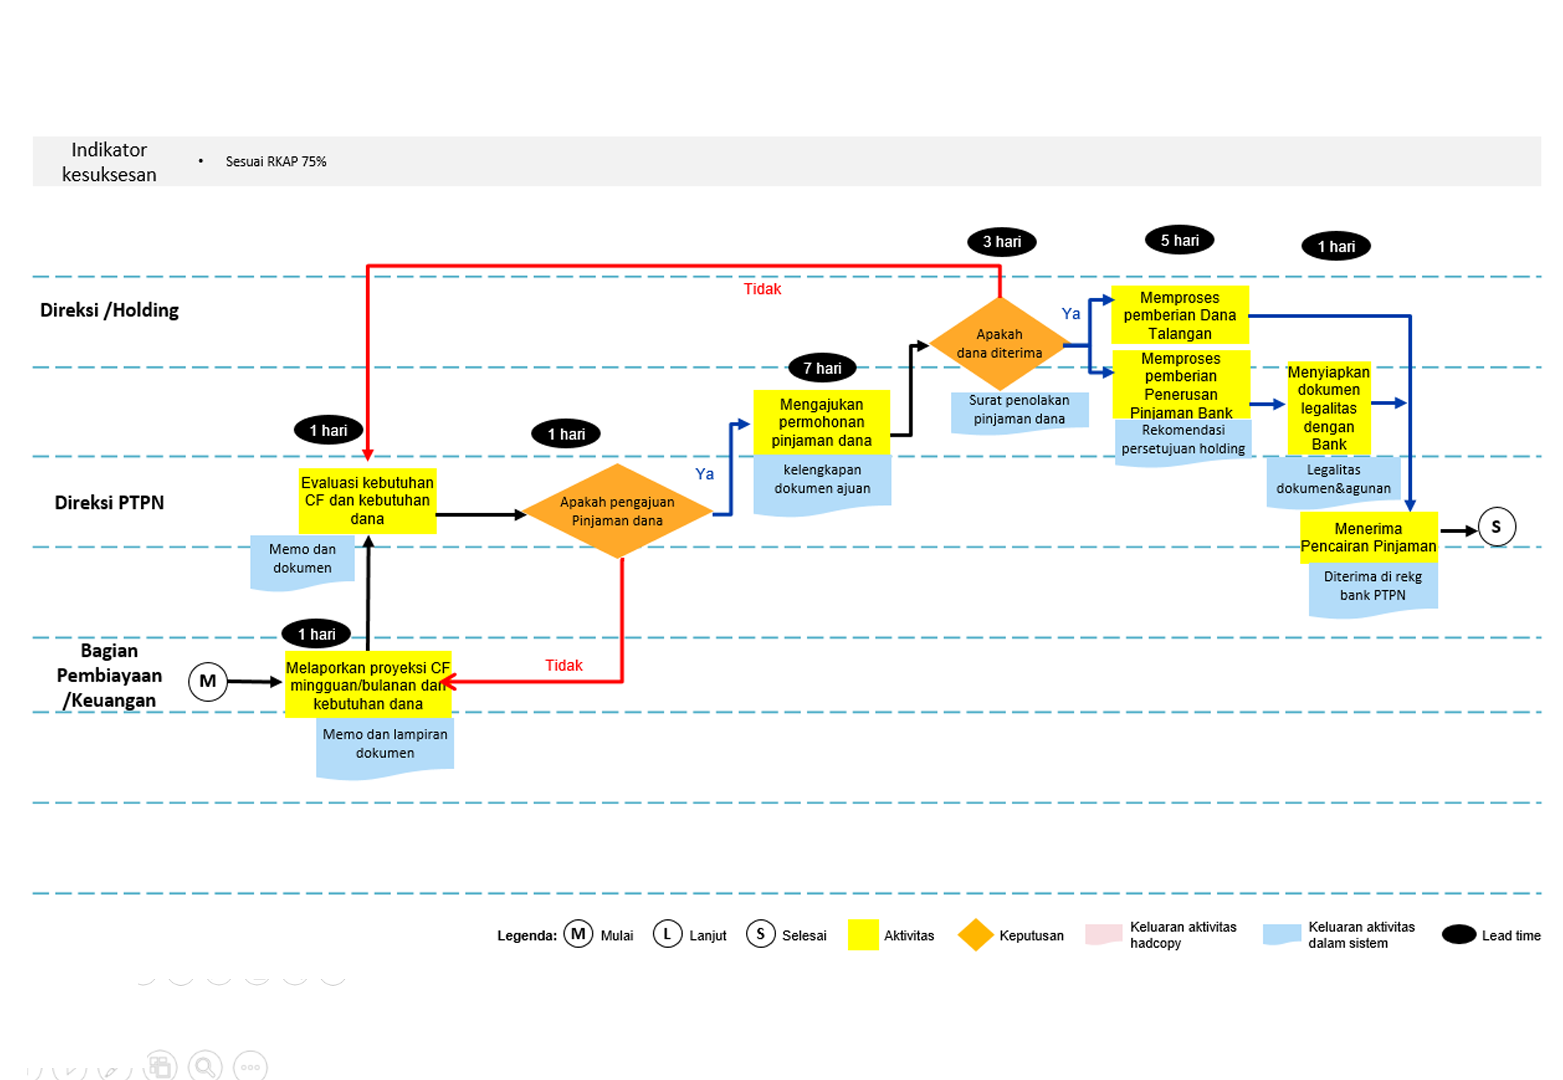 Indikator
kesuksesan
• Sesuai RKAP 75%
3 hari
5 hari
1 hari
Direksi /Holding
Tidak
Apakah
dana diterima
Ya
Memproses
pemberian Dana
Talangan
Memproses
pemberian
Penerusan
Pinjaman Bank
Menyiapkan
dokumen
legalitas
dengan
Bank
Surat penolakan
pinjaman dana
Rekomendasi
persetujuan holding
Legalitas
dokumen&agunan
7 hari
Mengajukan
permohonan
pinjaman dana
kelengkapan
dokumen ajuan
1 hari
1 hari
Direksi PTPN
Evaluasi kebutuhan
CF dan kebutuhan
dana
Memo dan
dokumen
Apakah pengajuan
Pinjaman dana
Ya
Menerima
Pencairan Pinjaman
S
Diterima di rekg
bank PTPN
Bagian
Pembiayaan
/Keuangan
M
1 hari
Melaporkan proyeksi CF
mingguan/bulanan dan
kebutuhan dana
Tidak
Memo dan lampiran
dokumen
Legenda:
M Mulai
L Lanjut
S Selesai
Aktivitas
Keputusan
Keluaran aktivitas
hadcopy
Keluaran aktivitas
dalam sistem
Lead time